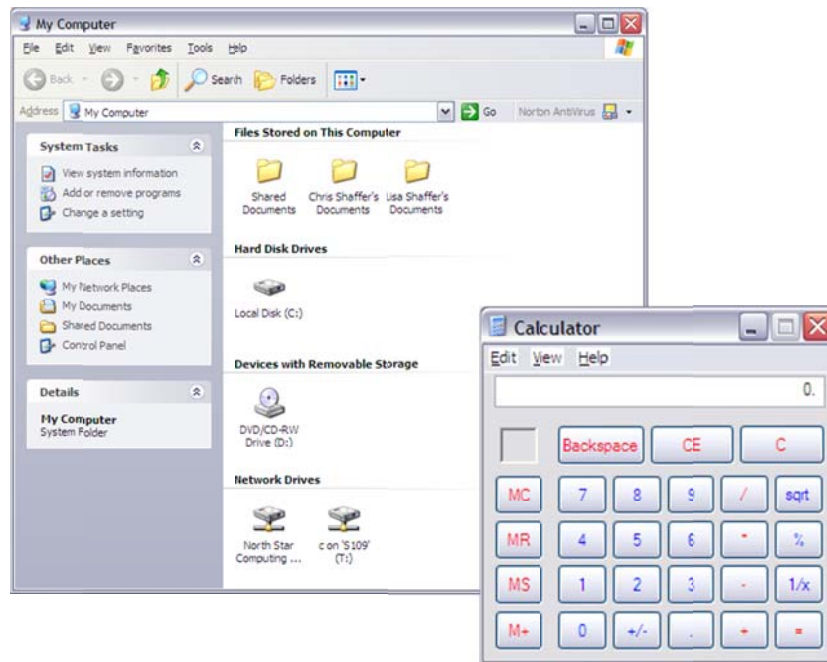 My Computer
File Edit View Favorites Tools Help
Back Search Folders
Address My Computer Go Norton AntiVirus
System Tasks
View system information
Add or remove programs
Change a setting
Other Places
My Network Places
My Documents
Shared Documents
Control Panel
Details
My Computer
System Folder
Files Stored on This Computer
Shared Documents
Chris Shaffer's Documents
Lisa Shaffer's Documents
Hard Disk Drives
Local Disk (C:)
Devices with Removable Storage
DVD/CD-RW
Drive (D:)
Network Drives
North Star
Computing ...
c on 'S109'
(T:)
Calculator
Edit View Help
0.
Backspace CE C
MC 7 8 9 / sqrt
MR 4 5 6 * %
MS 1 2 3 - 1/x
M+ 0 +/- . + =